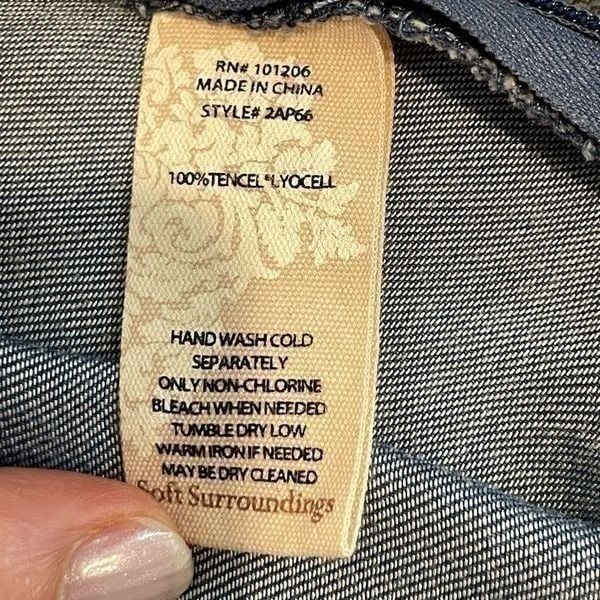 RN# 101206
MADE IN CHINA
STYLE# 2AP66
100%TENCEL®LYOCELL
HAND WASH COLD
SEPARATELY
ONLY NON-CHLORINE
BLEACH WHEN NEEDED
TUMBLE DRY LOW
WARM IRON IF NEEDED
MAY BE DRY CLEANED
Soft Surroundings